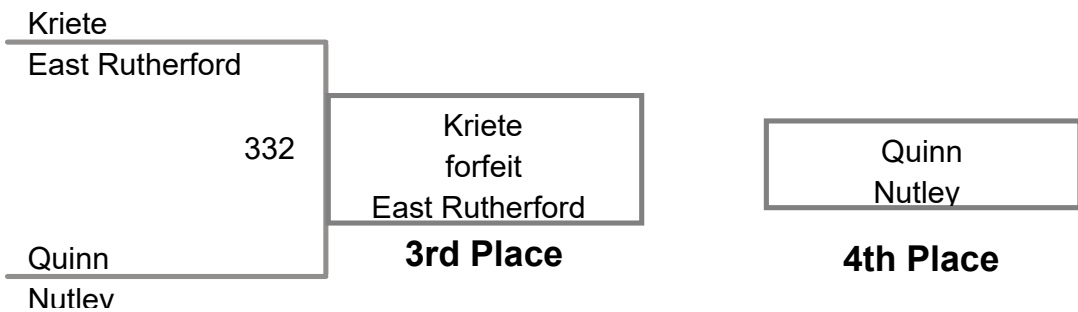 Kriete
East Rutherford
332
Kriete
forfeit
East Rutherford
3rd Place
Quinn
Nutley
4th Place
Quinn
Nutley